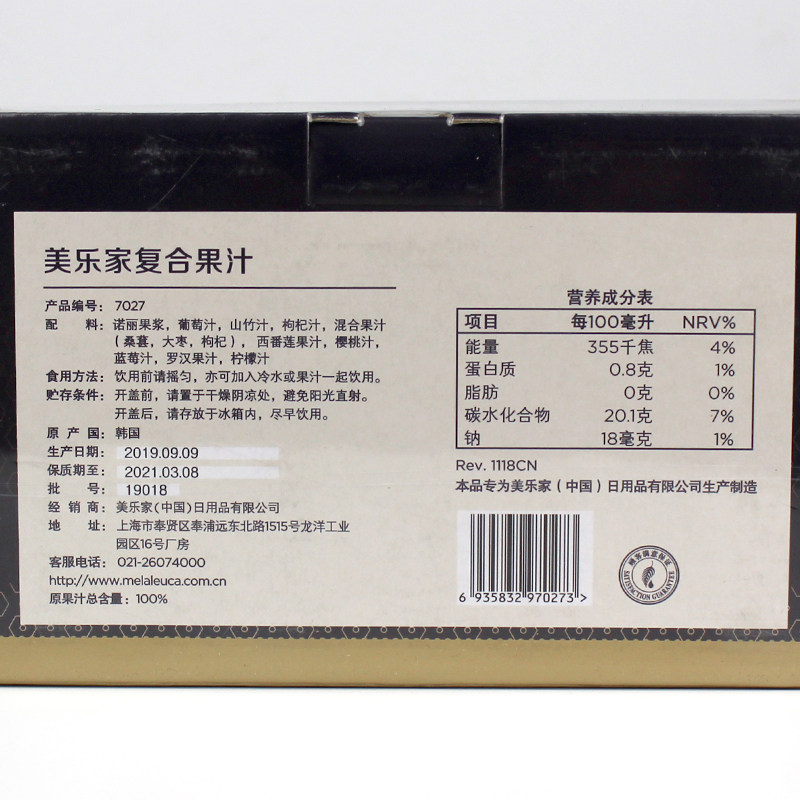 美乐家复合果汁
产品编号：7027
配　　料：诺丽果浆，葡萄汁，山竹汁，枸杞汁，混合果汁
（桑葚，大枣，枸杞），西番莲果汁，樱桃汁，
蓝莓汁，罗汉果汁，柠檬汁
食用方法：饮用前请摇匀，亦可加入冷水或果汁一起饮用。
贮存条件：开盖前，请置于干燥阴凉处，避免阳光直射。
开盖后，请存放于冰箱内，尽早饮用。
原 产 国：韩国
生产日期：2019.09.09
保质期至：2021.03.08
批　　号：19018
经 销 商：美乐家(中国)日用品有限公司
地　　址：上海市奉贤区奉浦远东北路1515号龙洋工业
园区16号厂房
客服电话：021-26074000
http://www.melaleuca.com.cn
原果汁总含量：100%
营养成分表
项目 每100毫升 NRV%
能量 355千焦 4%
蛋白质 0.8克 1%
脂肪 0克 0%
碳水化合物 20.1克 7%
钠 18毫克 1%
Rev. 1118CN
本品专为美乐家（中国）日用品有限公司生产制造
6 935832 970273 >
顾客满意保证
SATISFACTION GUARANTEE